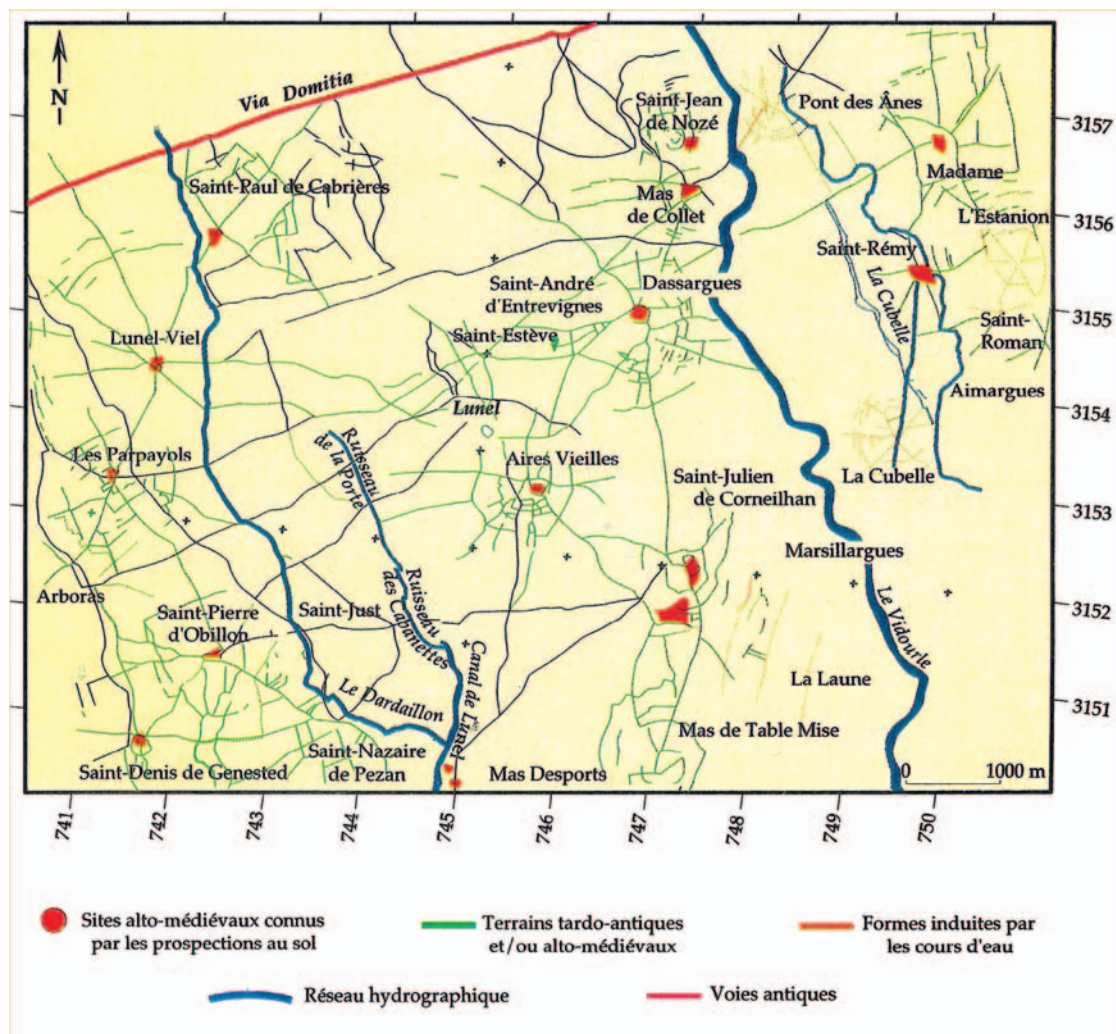 Via Domitia
N
Saint-Jean
de Nozé
Pont des Ânes
3157
Saint-Paul de Cabrières
Mas
de Collet
Madame
L'Estanion
3156
Saint-Rémy
Saint-André
d'Entrevignes
Dassargues
La Cubelle
Lunel-Viel
Saint-Estève
Saint-
Roman
3155
Aimargues
Lunel
3154
Les Parpayols
Ruisseau
de la Porte
Aires Vieilles
Saint-Julien
de Corneilhan
La Cubelle
3153
Marsillargues
Arboras
Saint-Pierre
d'Obillon
Saint-Just
Ruisseau
des Cabanettes
Canal de Lunel
Le Vidourle
3152
Le Dardaillon
La Laune
3151
Saint-Nazaire
de Pezan
Mas de Table Mise
Saint-Denis de Genested
Mas Desports
0 1000 m
741 742 743 744 745 746 747 748 749 750
Sites alto-médiévaux connus
par les prospections au sol
Terrains tardo-antiques
et/ou alto-médiévaux
Formes induites par
les cours d'eau
Réseau hydrographique
Voies antiques